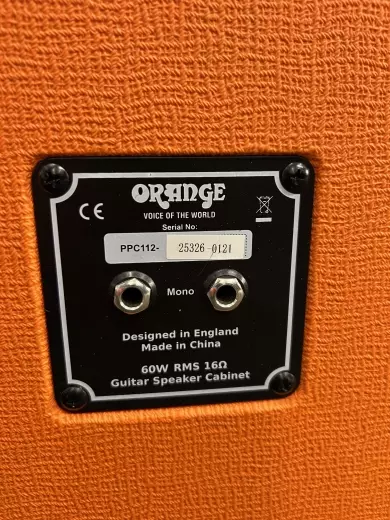 ORANGE
CE
VOICE OF THE WORLD
Serial No:
PPC112- 25326-0121
Mono
Designed in England
Made in China
60W RMS 16Ω
Guitar Speaker Cabinet